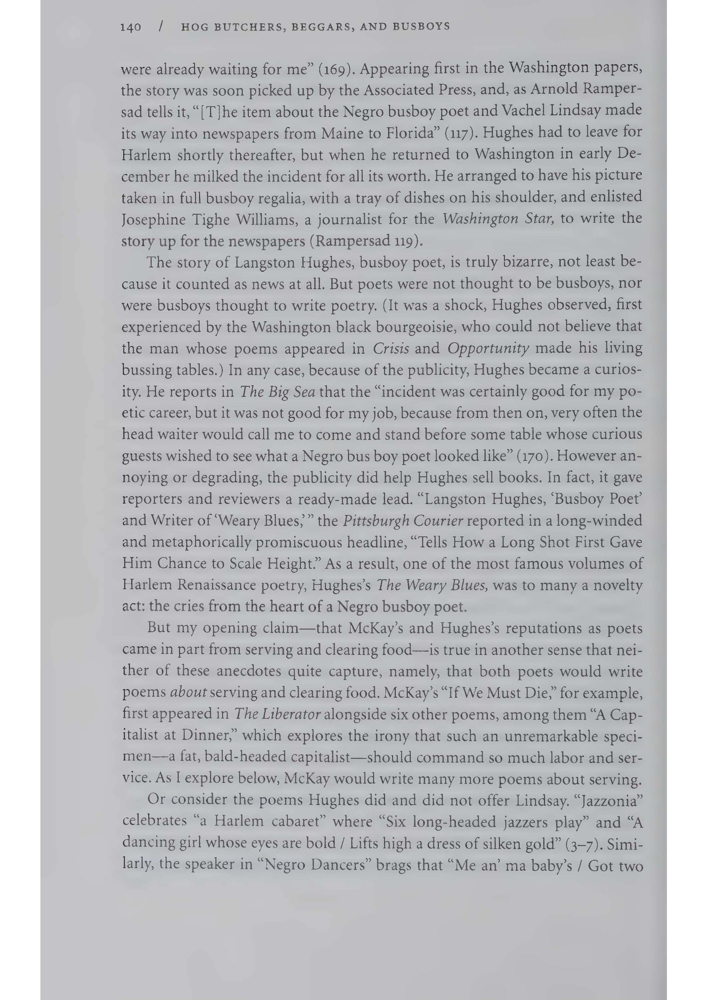 140 / HOG BUTCHERS, BEGGARS, AND BUSBOYS
were already waiting for me” (169). Appearing first in the Washington papers,
the story was soon picked up by the Associated Press, and, as Arnold Ramper-
sad tells it, “[T]he item about the Negro busboy poet and Vachel Lindsay made
its way into newspapers from Maine to Florida” (117). Hughes had to leave for
Harlem shortly thereafter, but when he returned to Washington in early De-
cember he milked the incident for all its worth. He arranged to have his picture
taken in full busboy regalia, with a tray of dishes on his shoulder, and enlisted
Josephine Tighe Williams, a journalist for the Washington Star, to write the
story up for the newspapers (Rampersad 119).
The story of Langston Hughes, busboy poet, is truly bizarre, not least be-
cause it counted as news at all. But poets were not thought to be busboys, nor
were busboys thought to write poetry. (It was a shock, Hughes observed, first
experienced by the Washington black bourgeoisie, who could not believe that
the man whose poems appeared in Crisis and Opportunity made his living
bussing tables.) In any case, because of the publicity, Hughes became a curios-
ity. He reports in The Big Sea that the “incident was certainly good for my po-
etic career, but it was not good for my job, because from then on, very often the
head waiter would call me to come and stand before some table whose curious
guests wished to see what a Negro bus boy poet looked like” (170). However an-
noying or degrading, the publicity did help Hughes sell books. In fact, it gave
reporters and reviewers a ready-made lead. “Langston Hughes, ‘Busboy Poet’
and Writer of ‘Weary Blues,’ ” the Pittsburgh Courier reported in a long-winded
and metaphorically promiscuous headline, “Tells How a Long Shot First Gave
Him Chance to Scale Height.” As a result, one of the most famous volumes of
Harlem Renaissance poetry, Hughes’s The Weary Blues, was to many a novelty
act: the cries from the heart of a Negro busboy poet.
But my opening claim—that McKay’s and Hughes’s reputations as poets
came in part from serving and clearing food—is true in another sense that nei-
ther of these anecdotes quite capture, namely, that both poets would write
poems about serving and clearing food. McKay’s “If We Must Die,” for example,
first appeared in The Liberator alongside six other poems, among them “A Cap-
italist at Dinner,” which explores the irony that such an unremarkable speci-
men—a fat, bald-headed capitalist—should command so much labor and ser-
vice. As I explore below, McKay would write many more poems about serving.
Or consider the poems Hughes did and did not offer Lindsay. “Jazzonia”
celebrates “a Harlem cabaret” where “Six long-headed jazzers play” and “A
dancing girl whose eyes are bold / Lifts high a dress of silken gold” (3–7). Simi-
larly, the speaker in “Negro Dancers” brags that “Me an’ ma baby’s / Got two